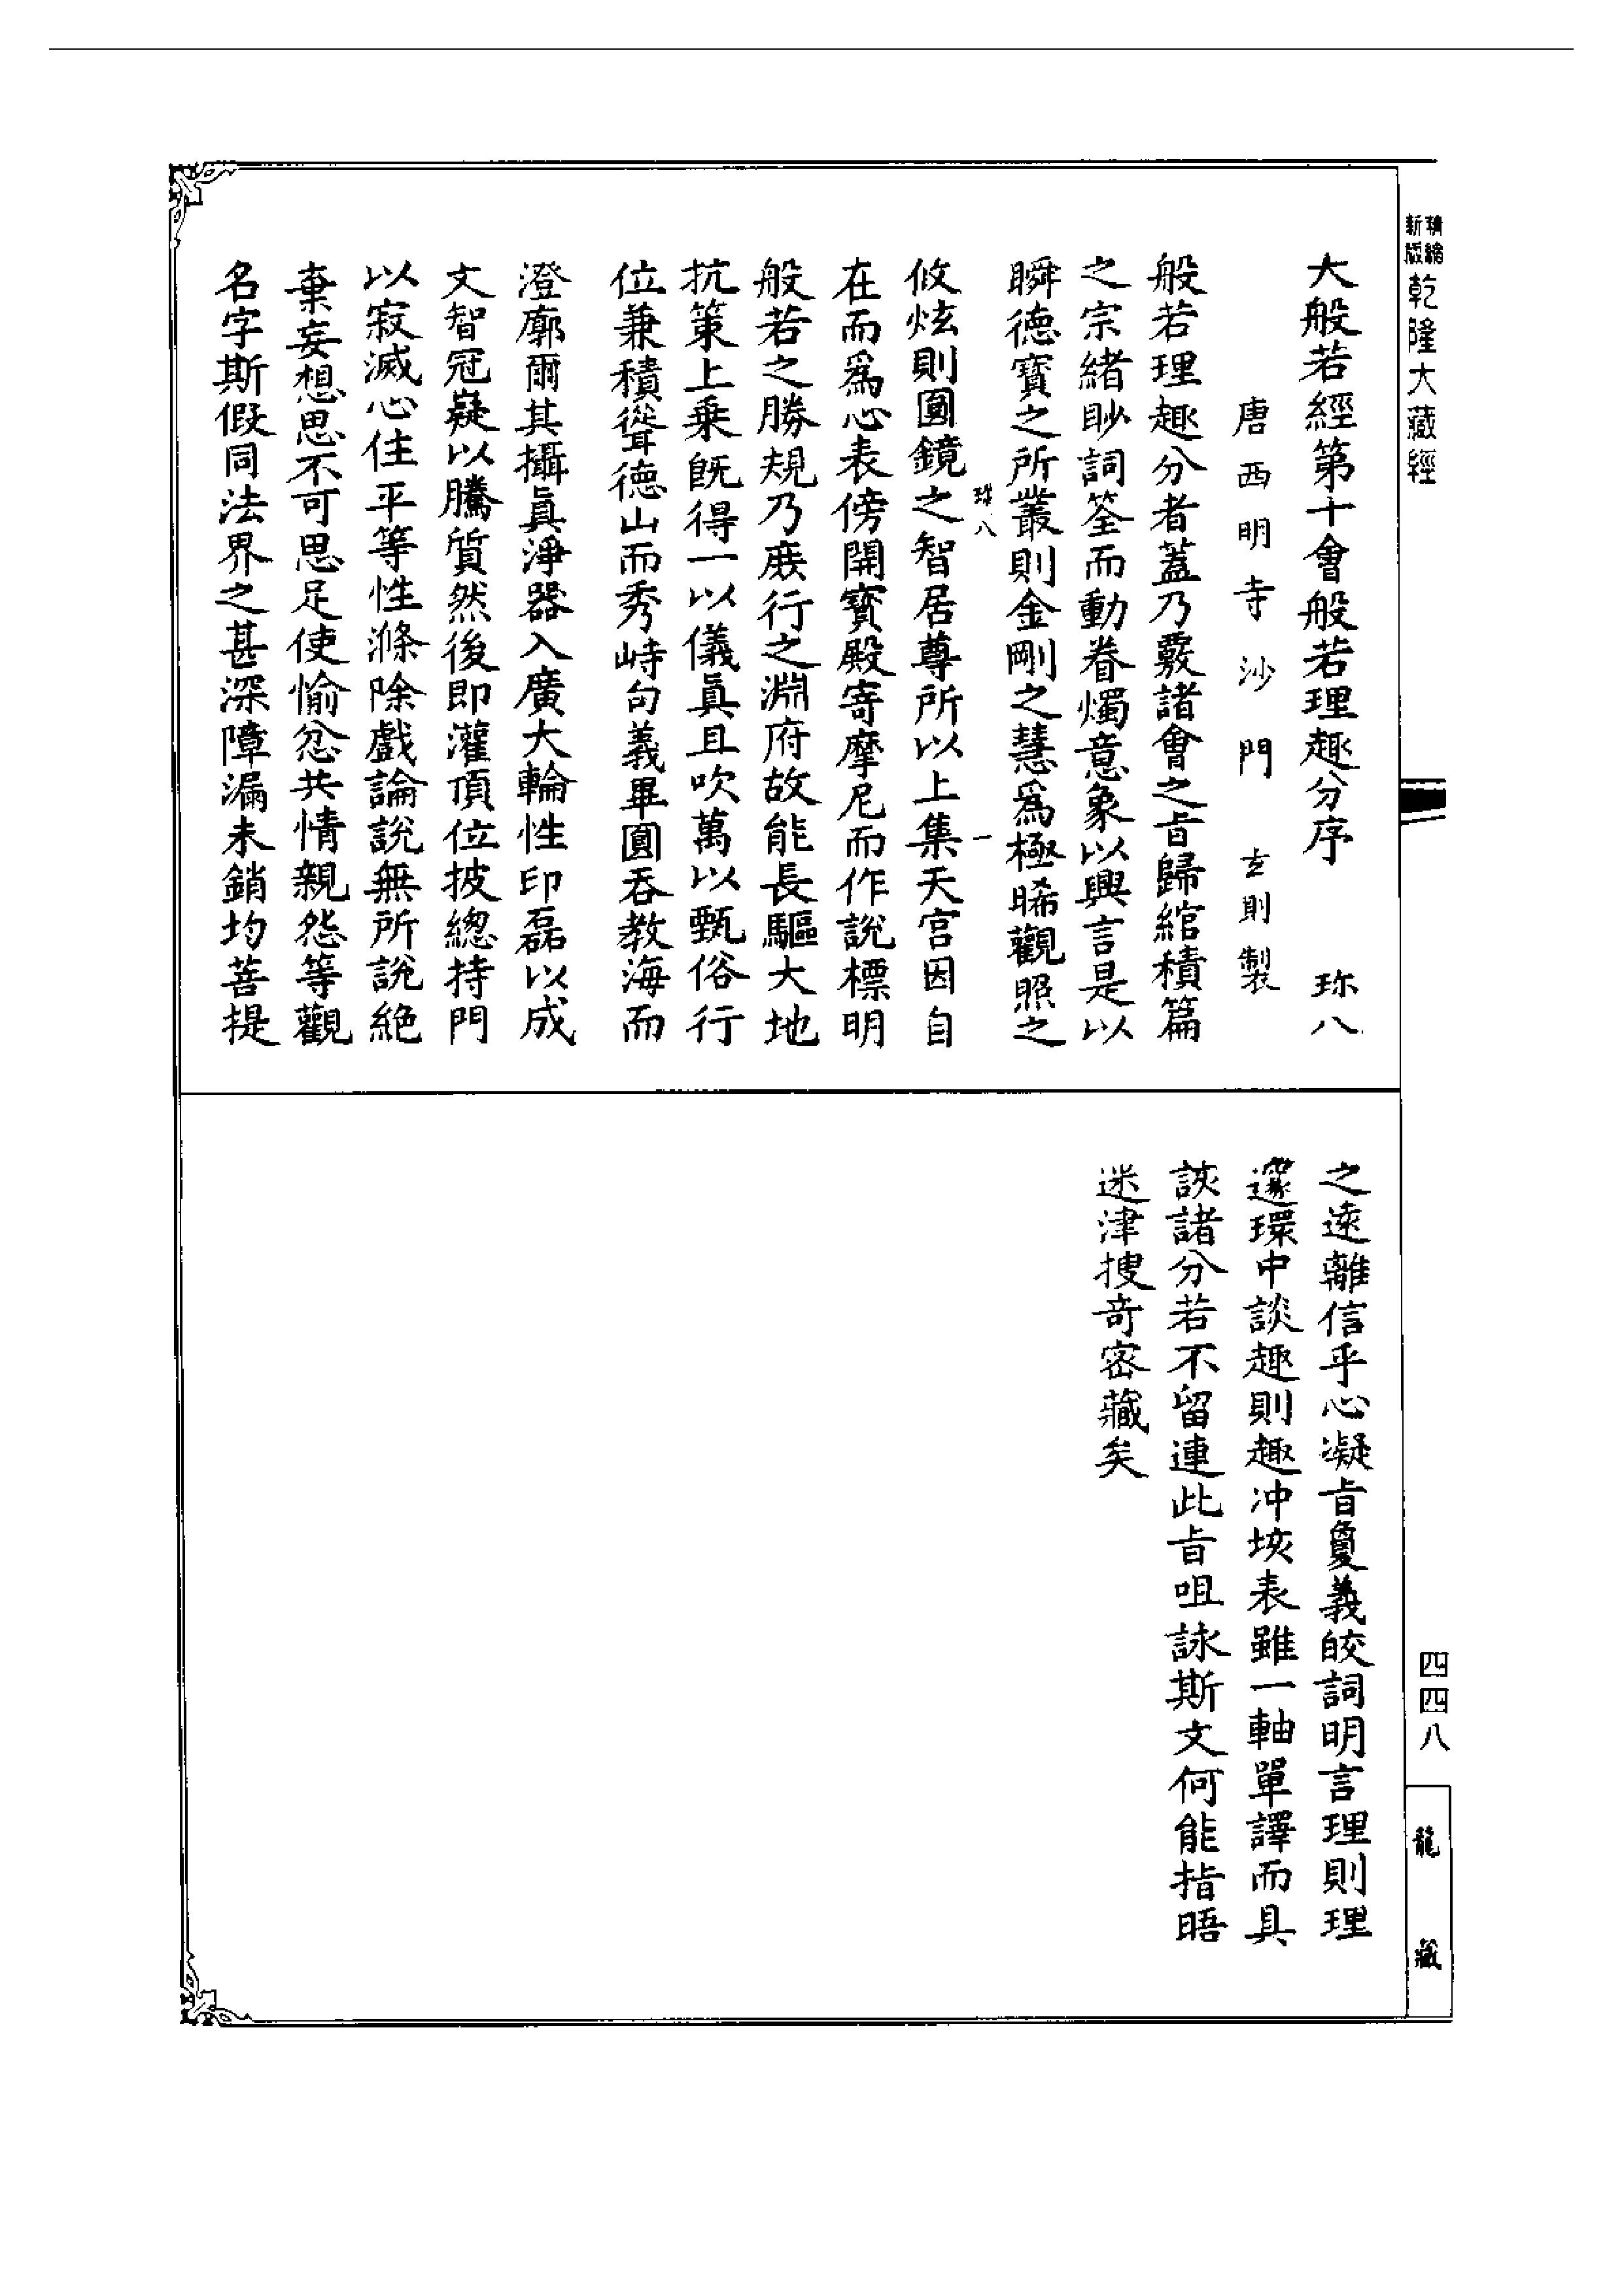 精縮
新版
乾隆大藏經
大般若經第十會般若理趣分序 珎八
唐西明寺沙門玄則製
般若理趣分者蓋乃覈諸會之旨歸綰積篇
之宗緒眇詞筌而動眷燭意象以興言是以
瞬德寶之所叢則金剛之慧爲極晞觀照之
珎八 一
攸炫則圓鏡之智居尊所以上集天宮因自
在而爲心表傍開寳殿寄摩尼而作說標明
般若之勝規乃庪行之淵府故能長驅大地
抗策上乗旣得一以儀眞且吹萬以甄俗行
位兼積聳德山而秀峙句義畢圓吞教海而
澄廓爾其攝眞淨器入廣大輪性印磊以成
文智冠嶷以騰質然後即灌頂位披緫持門
以寂滅心住平等性滌除戲論說無所說絶
棄妄想思不可思足使愉忿共情親怨等觀
名字斯假同法界之甚深障漏未銷均菩提
之遠離信乎心凝旨敻義皎詞明言理則理
邃環中談趣則趣冲垓表雖一軸單譯而具
該諸分若不留連此旨咀詠斯文何能指晤
迷津搜奇密藏矣
四四八
龍藏